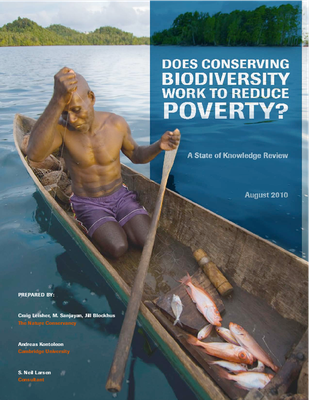 DOES CONSERVING
BIODIVERSITY
WORK TO REDUCE
POVERTY?
A State of Knowledge Review
August 2010
PREPARED BY:
Craig Leisher, M. Sanjayan, Jill Blockhus
The Nature Conservancy
Andreas Kontoleon
Cambridge University
S. Neil Larsen
Consultant